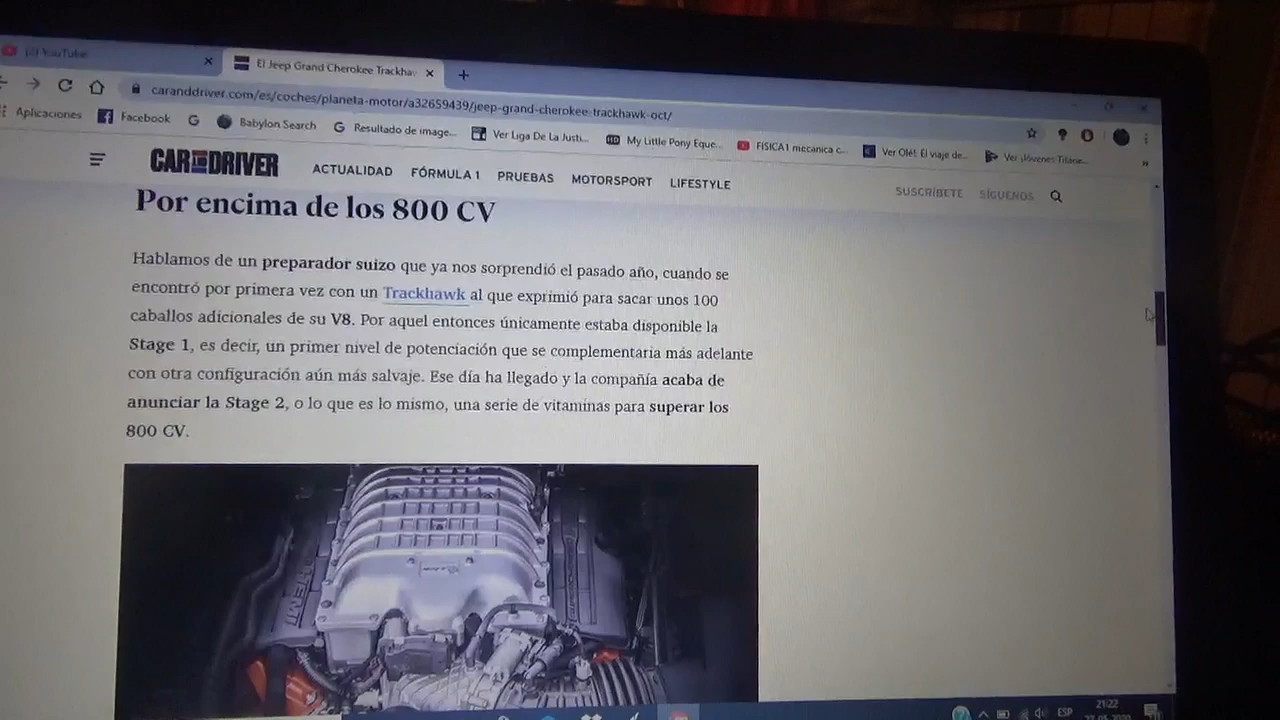 YouTube
El Jeep Grand Cherokee Trackhaw
caranddriver.com/es/coches/planeta-motor/a32659439/jeep-grand-cherokee-trackhawk-oct/
Aplicaciones Facebook Babylon Search Resultado de image... Ver Liga De La Justi... My Little Pony Eque... FISICA1 mecanica c... Ver Olé!: El viaje de... Ver ¡Jóvenes Titane...
CAR AND DRIVER ACTUALIDAD FÓRMULA 1 PRUEBAS MOTORSPORT LIFESTYLE SUSCRÍBETE SÍGUENOS
Por encima de los 800 CV
Hablamos de un preparador suizo que ya nos sorprendió el pasado año, cuando se
encontró por primera vez con un Trackhawk al que exprimió para sacar unos 100
caballos adicionales de su V8. Por aquel entonces únicamente estaba disponible la
Stage 1, es decir, un primer nivel de potenciación que se complementaría más adelante
con otra configuración aún más salvaje. Ese día ha llegado y la compañía acaba de
anunciar la Stage 2, o lo que es lo mismo, una serie de vitaminas para superar los
800 CV.
HEMI
ESP
21:22